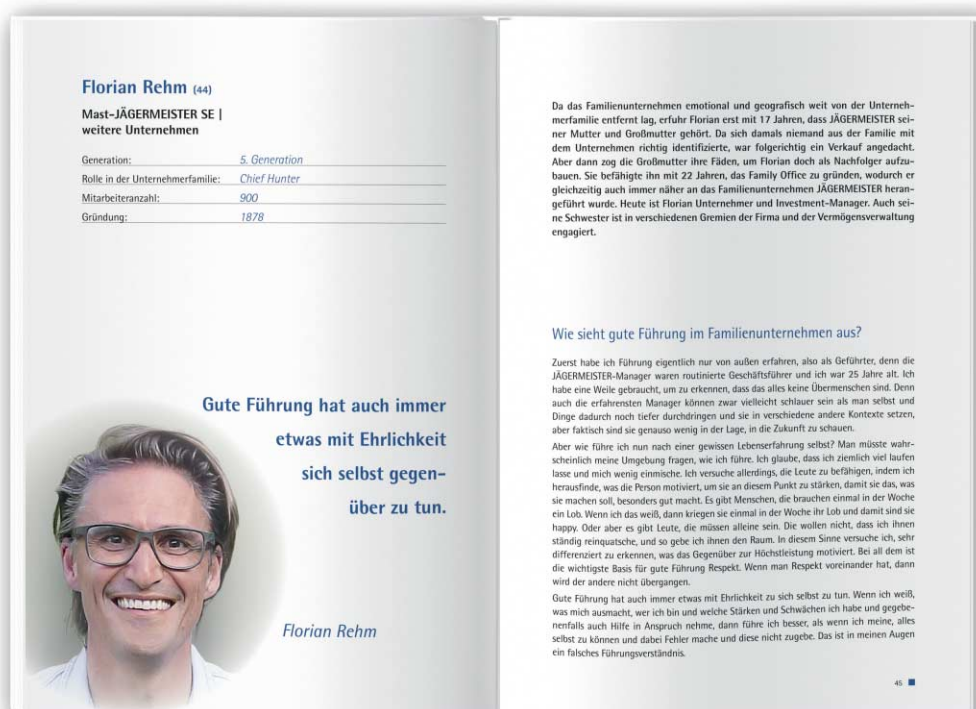 Florian Rehm (44)
Mast-JÄGERMEISTER SE |
weitere Unternehmen
Generation: 5. Generation
Rolle in der Unternehmerfamilie: Chief Hunter
Mitarbeiteranzahl: 900
Gründung: 1878
Gute Führung hat auch immer
etwas mit Ehrlichkeit
sich selbst gegen-
über zu tun.
Florian Rehm
Da das Familienunternehmen emotional und geografisch weit von der Unterneh-
merfamilie entfernt lag, erfuhr Florian erst mit 17 Jahren, dass JÄGERMEISTER sei-
ner Mutter und Großmutter gehört. Da sich damals niemand aus der Familie mit
dem Unternehmen richtig identifizierte, war folgerichtig ein Verkauf angedacht.
Aber dann zog die Großmutter ihre Fäden, um Florian doch als Nachfolger aufzu-
bauen. Sie befähigte ihn mit 22 Jahren, das Family Office zu gründen, wodurch er
gleichzeitig auch immer näher an das Familienunternehmen JÄGERMEISTER heran-
geführt wurde. Heute ist Florian Unternehmer und Investment-Manager. Auch sei-
ne Schwester ist in verschiedenen Gremien der Firma und der Vermögensverwaltung
engagiert.
Wie sieht gute Führung im Familienunternehmen aus?
Zuerst habe ich Führung eigentlich nur von außen erfahren, also als Geführter, denn die
JÄGERMEISTER-Manager waren routinierte Geschäftsführer und ich war 25 Jahre alt. Ich
habe eine Weile gebraucht, um zu erkennen, dass das alles keine Übermenschen sind. Denn
auch die erfahrensten Manager können zwar vielleicht schlauer sein als man selbst und
Dinge dadurch noch tiefer durchdringen und sie in verschiedene andere Kontexte setzen,
aber faktisch sind sie genauso wenig in der Lage, in die Zukunft zu schauen.
Aber wie führe ich nun nach einer gewissen Lebenserfahrung selbst? Man müsste wahr-
scheinlich meine Umgebung fragen, wie ich führe. Ich glaube, dass ich ziemlich viel laufen
lasse und mich wenig einmische. Ich versuche allerdings, die Leute zu befähigen, indem ich
herausfinde, was die Person motiviert, um sie an diesem Punkt zu stärken, damit sie das, was
sie machen soll, besonders gut macht. Es gibt Menschen, die brauchen einmal in der Woche
ein Lob. Wenn ich das weiß, dann kriegen sie einmal in der Woche ihr Lob und damit sind sie
happy. Oder aber es gibt Leute, die müssen alleine sein. Die wollen nicht, dass ich ihnen
ständig reinquatsche, und so gebe ich ihnen den Raum. In diesem Sinne versuche ich, sehr
differenziert zu erkennen, was das Gegenüber zur Höchstleistung motiviert. Bei all dem ist
die wichtigste Basis für gute Führung Respekt. Wenn man Respekt voreinander hat, dann
wird der andere nicht übergangen.
Gute Führung hat auch immer etwas mit Ehrlichkeit zu sich selbst zu tun. Wenn ich weiß,
was mich ausmacht, wer ich bin und welche Stärken und Schwächen ich habe und gegebe-
nenfalls auch Hilfe in Anspruch nehme, dann führe ich besser, als wenn ich meine, alles
selbst zu können und dabei Fehler mache und diese nicht zugebe. Das ist in meinen Augen
ein falsches Führungsverständnis.
45